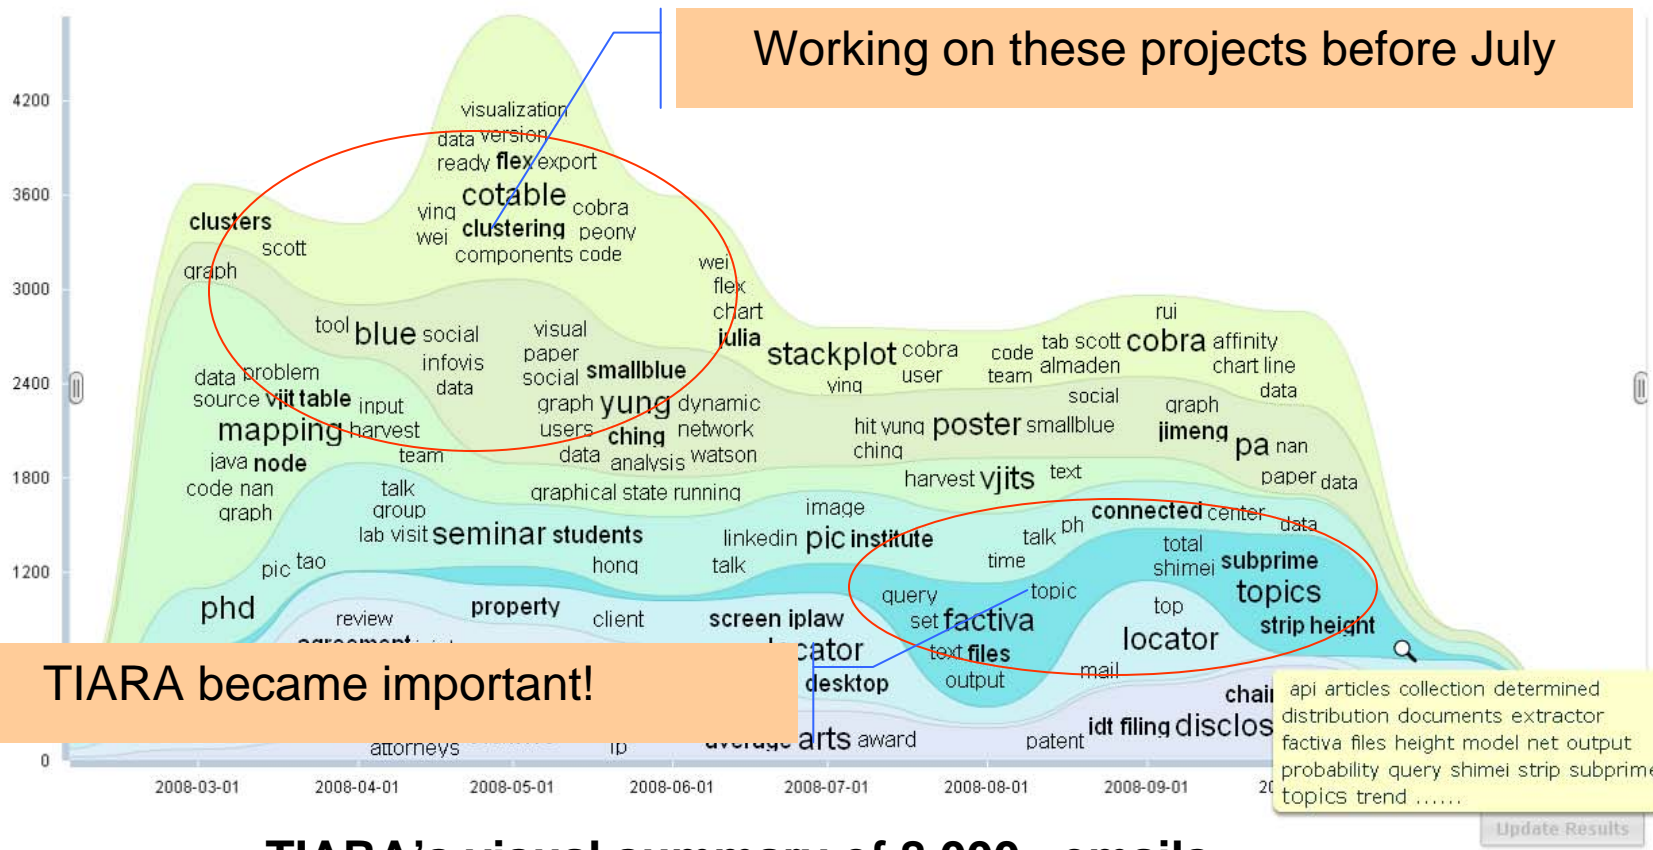 Working on these projects before July
4200
visualization
data version
ready flex export
3600
cotable
ying
cobra
clusters
wei
clustering
peony
scott
components code
graph
wei
3000
flex
chart
rui
tool blue social
visual
julia
stackplot cobra
code
tab scott cobra affinity
infovis
paper
team
almaden
chart line
data problem
data
social smallblue
ying
user
2400
data
source vjit table input
graph yung dynamic
social
graph
mapping harvest
users
ching
network
hit yung poster smallblue
jimeng
pa nan
java node
team
data
analysis
watson
ching
1800
code nan
talk
graphical state running
harvest vjits text
paper data
graph
group
image
connected center
data
lab visit seminar students
linkedin pic institute
talk
ph
total
pic tao
hong
talk
time
shimei
subprime
1200
query
topic
topics
phd
review
property
client
screen iplaw
set factiva
top
strip height
locator
text files
mail
desktop
output
TIARA became important!
idt filing
arts award
patent
attorneys
ip
0
2008-03-01
2008-04-01
2008-05-01
2008-06-01
2008-07-01
2008-08-01
2008-09-01
api articles collection determined
distribution documents extractor
factiva files height model net output
probability query shimei strip subprime
topics trend ......
Update Results